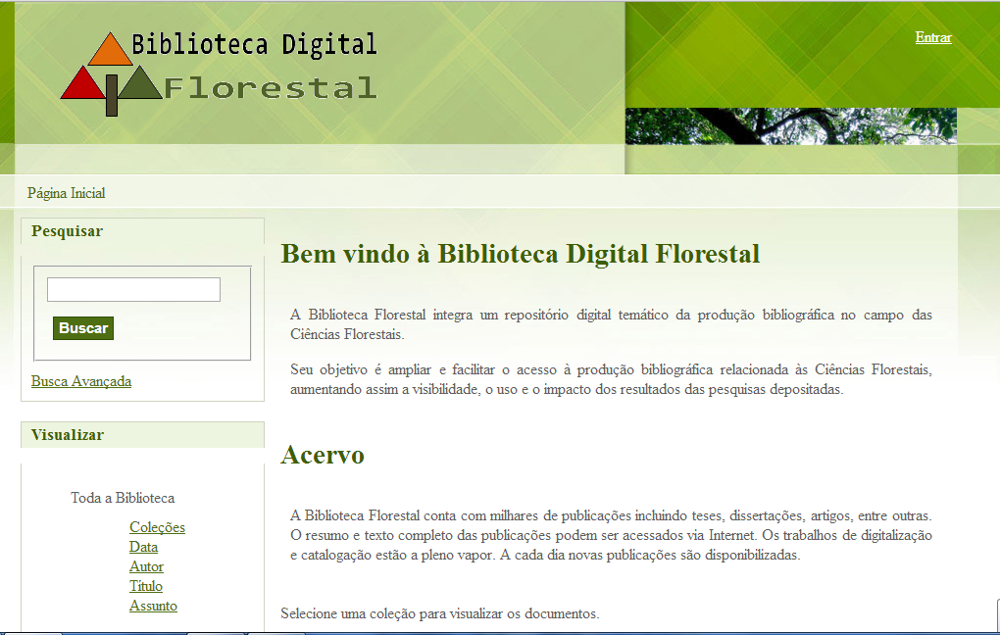 Biblioteca Digital
Florestal
Entrar
Página Inicial
Pesquisar
Buscar
Busca Avançada
Visualizar
Toda a Biblioteca
Coleções
Data
Autor
Título
Assunto
Bem vindo à Biblioteca Digital Florestal
A Biblioteca Florestal integra um repositório digital temático da produção bibliográfica no campo das
Ciências Florestais.
Seu objetivo é ampliar e facilitar o acesso à produção bibliográfica relacionada às Ciências Florestais,
aumentando assim a visibilidade, o uso e o impacto dos resultados das pesquisas depositadas.
Acervo
A Biblioteca Florestal conta com milhares de publicações incluindo teses, dissertações, artigos, entre outras.
O resumo e texto completo das publicações podem ser acessados via Internet. Os trabalhos de digitalização
e catalogação estão a pleno vapor. A cada dia novas publicações são disponibilizadas.
Selecione uma coleção para visualizar os documentos.